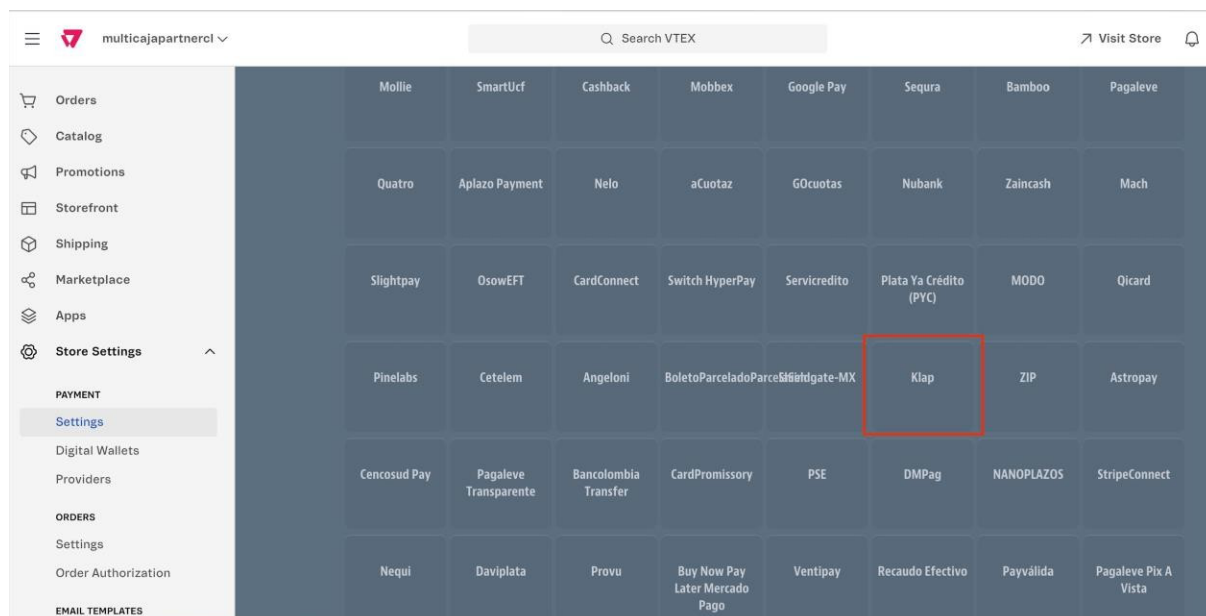 multicajapartnercl
Search VTEX
Visit Store
Orders
Catalog
Promotions
Storefront
Shipping
Marketplace
Apps
Store Settings
PAYMENT
Settings
Digital Wallets
Providers
ORDERS
Settings
Order Authorization
EMAIL TEMPLATES
Mollie
SmartUcf
Cashback
Mobbex
Google Pay
Sequra
Bamboo
Pagaleve
Quatro
Aplazo Payment
Nelo
aCuotaz
GOcuotas
Nubank
Zaincash
Mach
Slightpay
OsowEFT
CardConnect
Switch HyperPay
Servicredito
Plata Ya Crédito
(PYC)
MODO
Qicard
Pinelabs
Cetelem
Angeloni
Klap
ZIP
Astropay
Cencosud Pay
Pagaleve
Transparente
Bancolombia
Transfer
CardPromissory
PSE
DMPag
NANOPLAZOS
StripeConnect
Nequi
Daviplata
Provu
Buy Now Pay
Later Mercado
Pago
Ventipay
Recaudo Efectivo
Payválida
Pagaleve Pix A
Vista